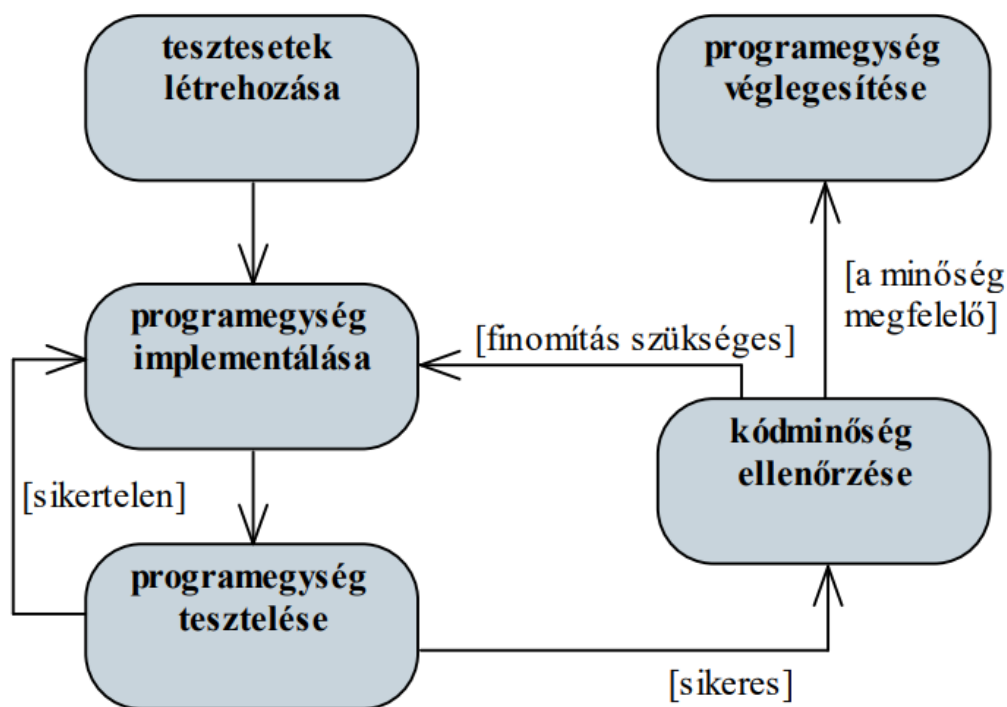 tesztesetek
létrehozása
programegység
véglegesítése
[a minőség
megfelelő]
programegység
implementálása
[finomítás szükséges]
kódminőség
ellenőrzése
[sikertelen]
programegység
tesztelése
[sikeres]